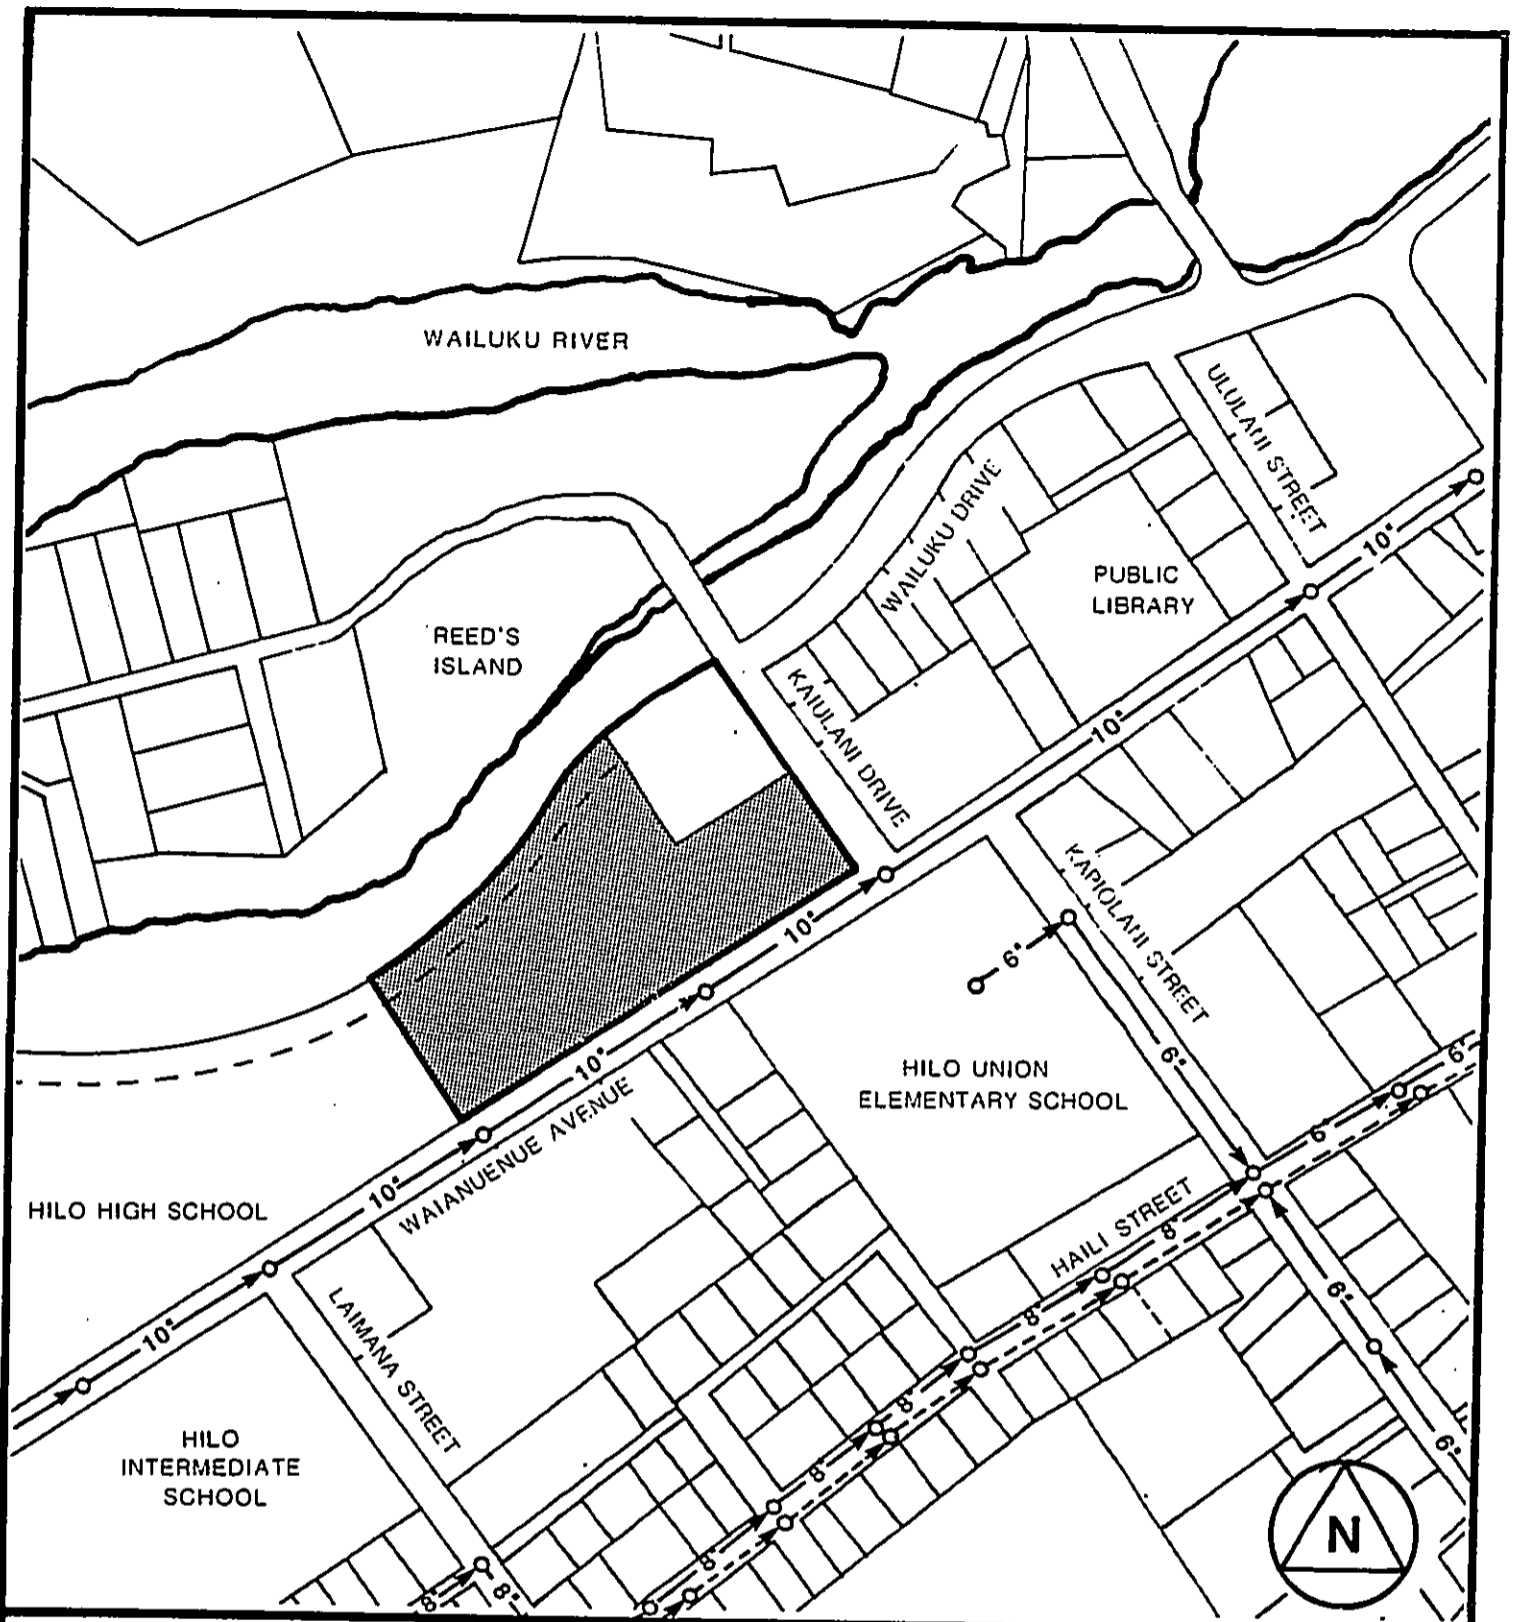 WAILUKU RIVER
ULULANI STREET
10"
WAILUKU DRIVE
PUBLIC
LIBRARY
REED'S
ISLAND
KAIULANI DRIVE
10"
KAPIOLANI STREET
10"
6"
6"
HILO UNION
ELEMENTARY SCHOOL
10"
6"
6"
WAIANUENUE AVENUE
10"
HILO HIGH SCHOOL
HAILI STREET
8"
6"
8"
10"
LAIMANA STREET
8"
6"
HILO
INTERMEDIATE
SCHOOL
8"
8"
8"
8"
N